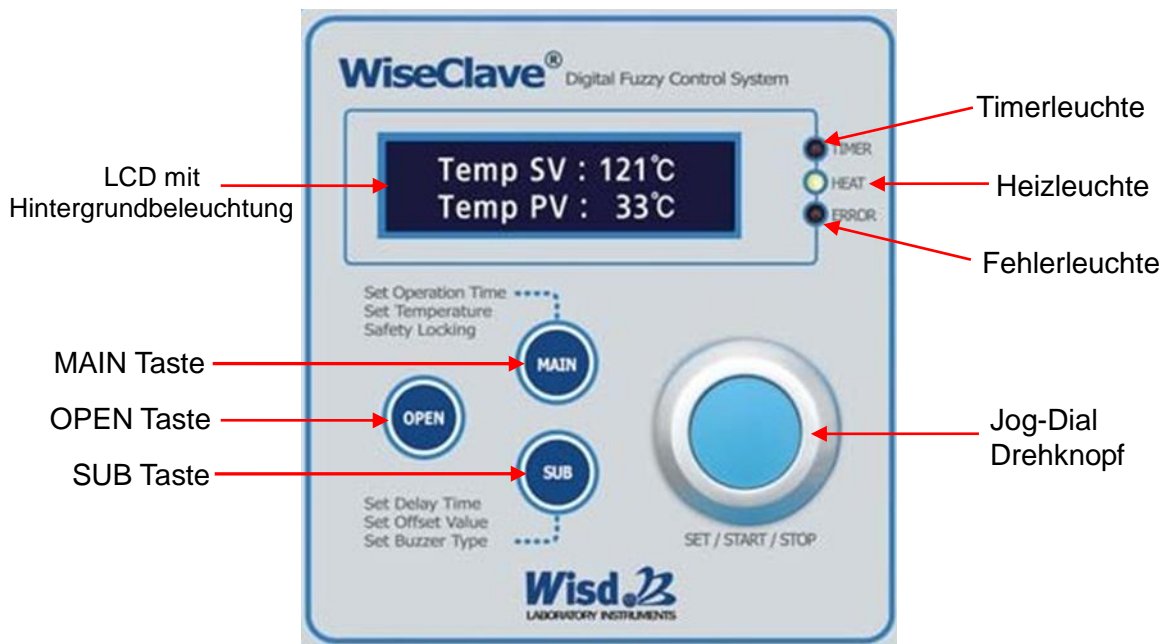 WiseClave® Digital Fuzzy Control System
Timerleuchte
Temp SV : 121℃
TIMER
LCD mit
Hintergrundbeleuchtung
HEAT
Heizleuchte
Temp PV : 33℃
ERROR
Fehlerleuchte
Set Operation Time
Set Temperature
Safety Locking
MAIN Taste
MAIN
OPEN Taste
OPEN
Jog-Dial
Drehknopf
SUB Taste
SUB
Set Delay Time
Set Offset Value
Set Buzzer Type
SET / START / STOP
Wisd.
LABORATORY INSTRUMENTS